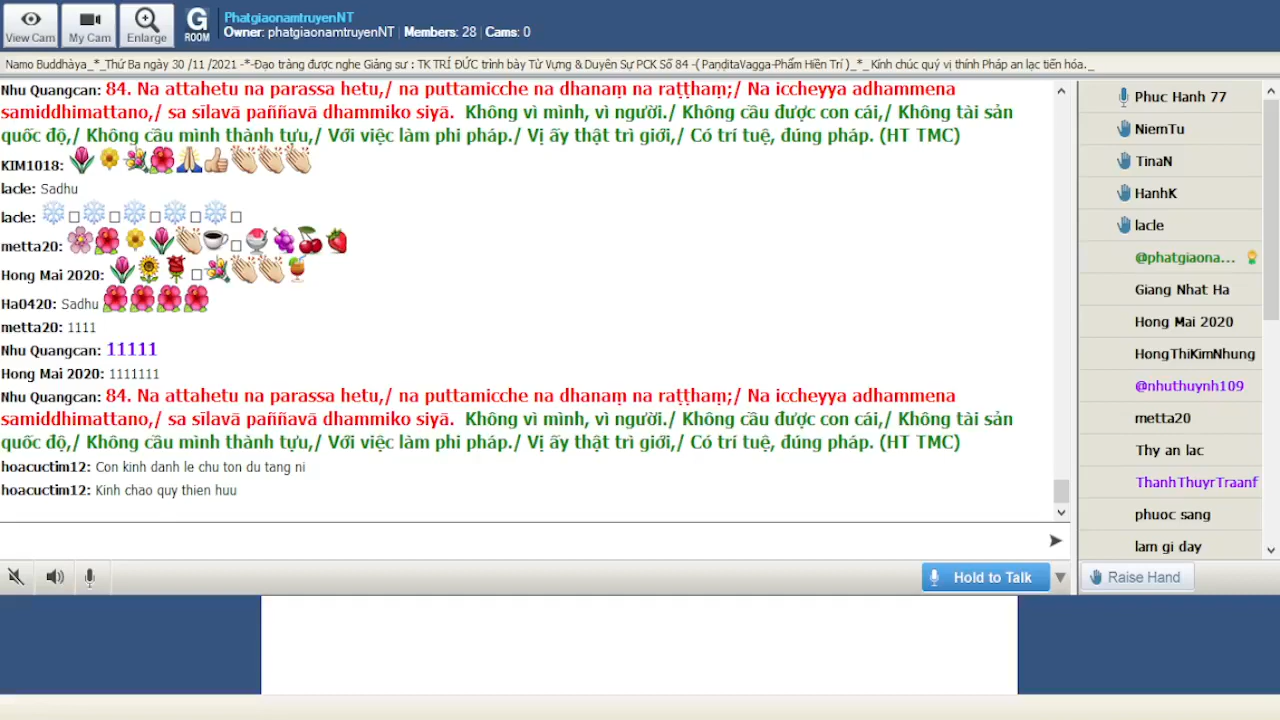 View Cam
My Cam
Enlarge
G
ROOM
PhatgiaonamtruyenNT
Owner: phatgiaonamtruyenNT | Members: 28 | Cams: 0
Namo Buddhàya_*_Thứ Ba ngày 30 /11 /2021 -*-Đạo tràng được nghe Giảng sư : TK TRÍ ĐỨC trình bày Từ Vựng & Duyên Sự PCK Số 84 -( PaṇḍitaVagga-Phẩm Hiền Trí )_*_ Kính chúc quý vị thính Pháp an lạc tiến hóa._
Nhu Quangcan: 84. Na attahetu na parassa hetu,/ na puttamicche na dhanaṃ na raṭṭhaṃ;/ Na iccheyya adhammena
samiddhimattano,/ sa sīlavā paññavā dhammiko siyā. Không vì mình, vì người./ Không cầu được con cái,/ Không tài sản
quốc độ,/ Không cầu mình thành tựu,/ Với việc làm phi pháp./ Vị ấy thật trì giới,/ Có trí tuệ, đúng pháp. (HT TMC)
KIM1018:
lacle: Sadhu
lacle:
metta20:
Hong Mai 2020:
Ha0420: Sadhu
metta20: 1111
Nhu Quangcan: 11111
Hong Mai 2020: 1111111
Nhu Quangcan: 84. Na attahetu na parassa hetu,/ na puttamicche na dhanaṃ na raṭṭhaṃ;/ Na iccheyya adhammena
samiddhimattano,/ sa sīlavā paññavā dhammiko siyā. Không vì mình, vì người./ Không cầu được con cái,/ Không tài sản
quốc độ,/ Không cầu mình thành tựu,/ Với việc làm phi pháp./ Vị ấy thật trì giới,/ Có trí tuệ, đúng pháp. (HT TMC)
hoacuctim12: Con kinh danh le chu ton du tang ni
hoacuctim12: Kinh chao quy thien huu
Hold to Talk
Phuc Hanh 77
NiemTu
TinaN
HanhK
lacle
@phatgiaona...
Giang Nhat Ha
Hong Mai 2020
HongThiKimNhung
@nhuthuynh109
metta20
Thy an lac
ThanhThuyrTraanf
phuoc sang
lam gi day
Raise Hand